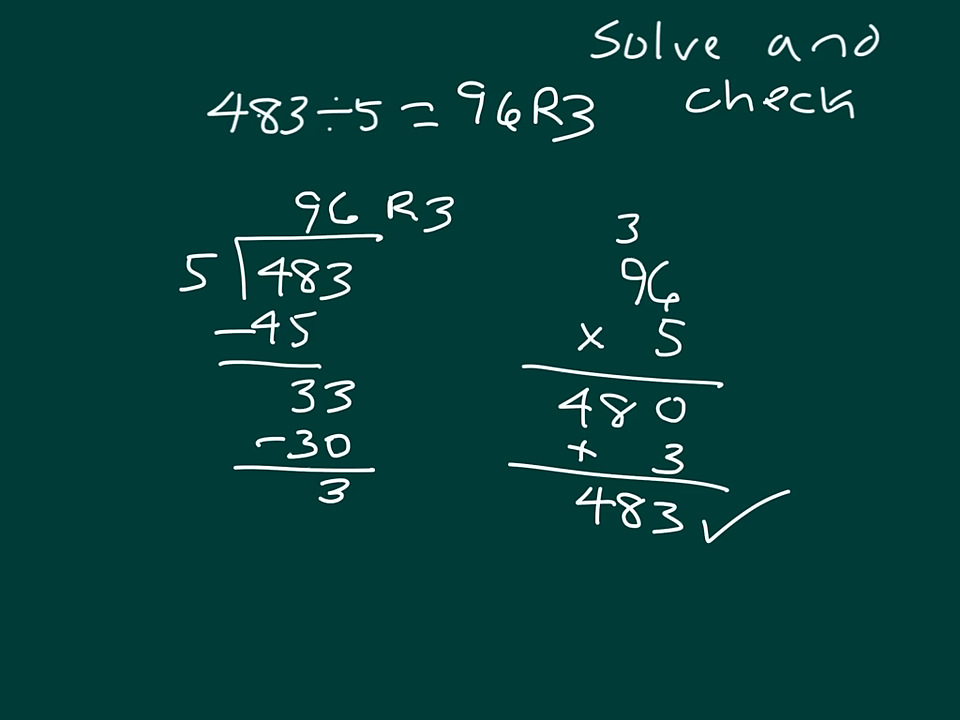 Solve and
check
483÷5 = 96R3
96 R3
5 483
-45
33
-30
3
3
96
x 5
480
+ 3
483 ✓